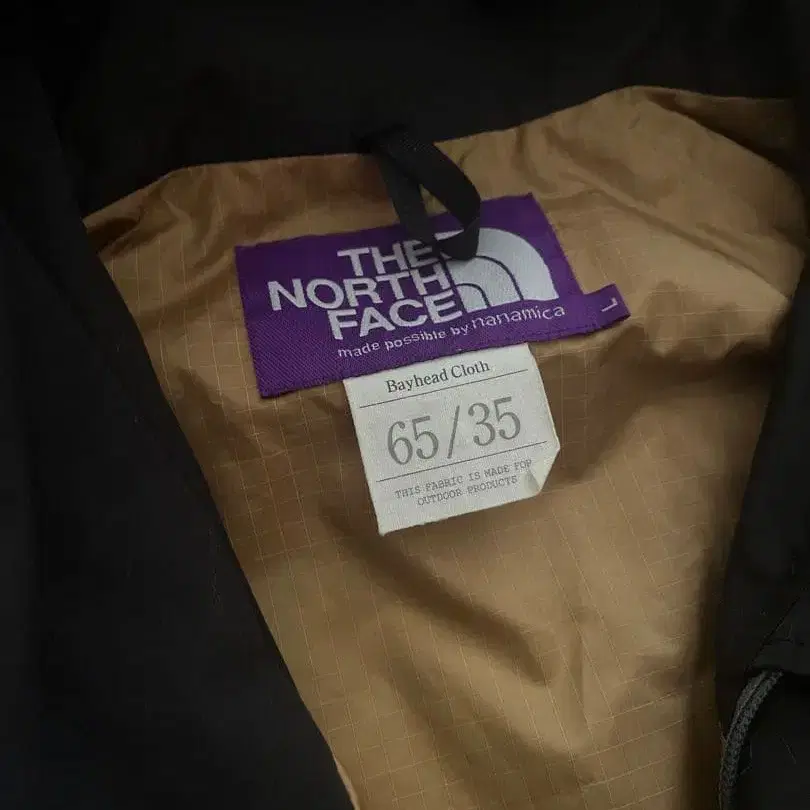 THE
NORTH
FACE
made possible by nanamica
L
Bayhead Cloth
65/35
THIS FABRIC IS MADE FOR
OUTDOOR PRODUCTS